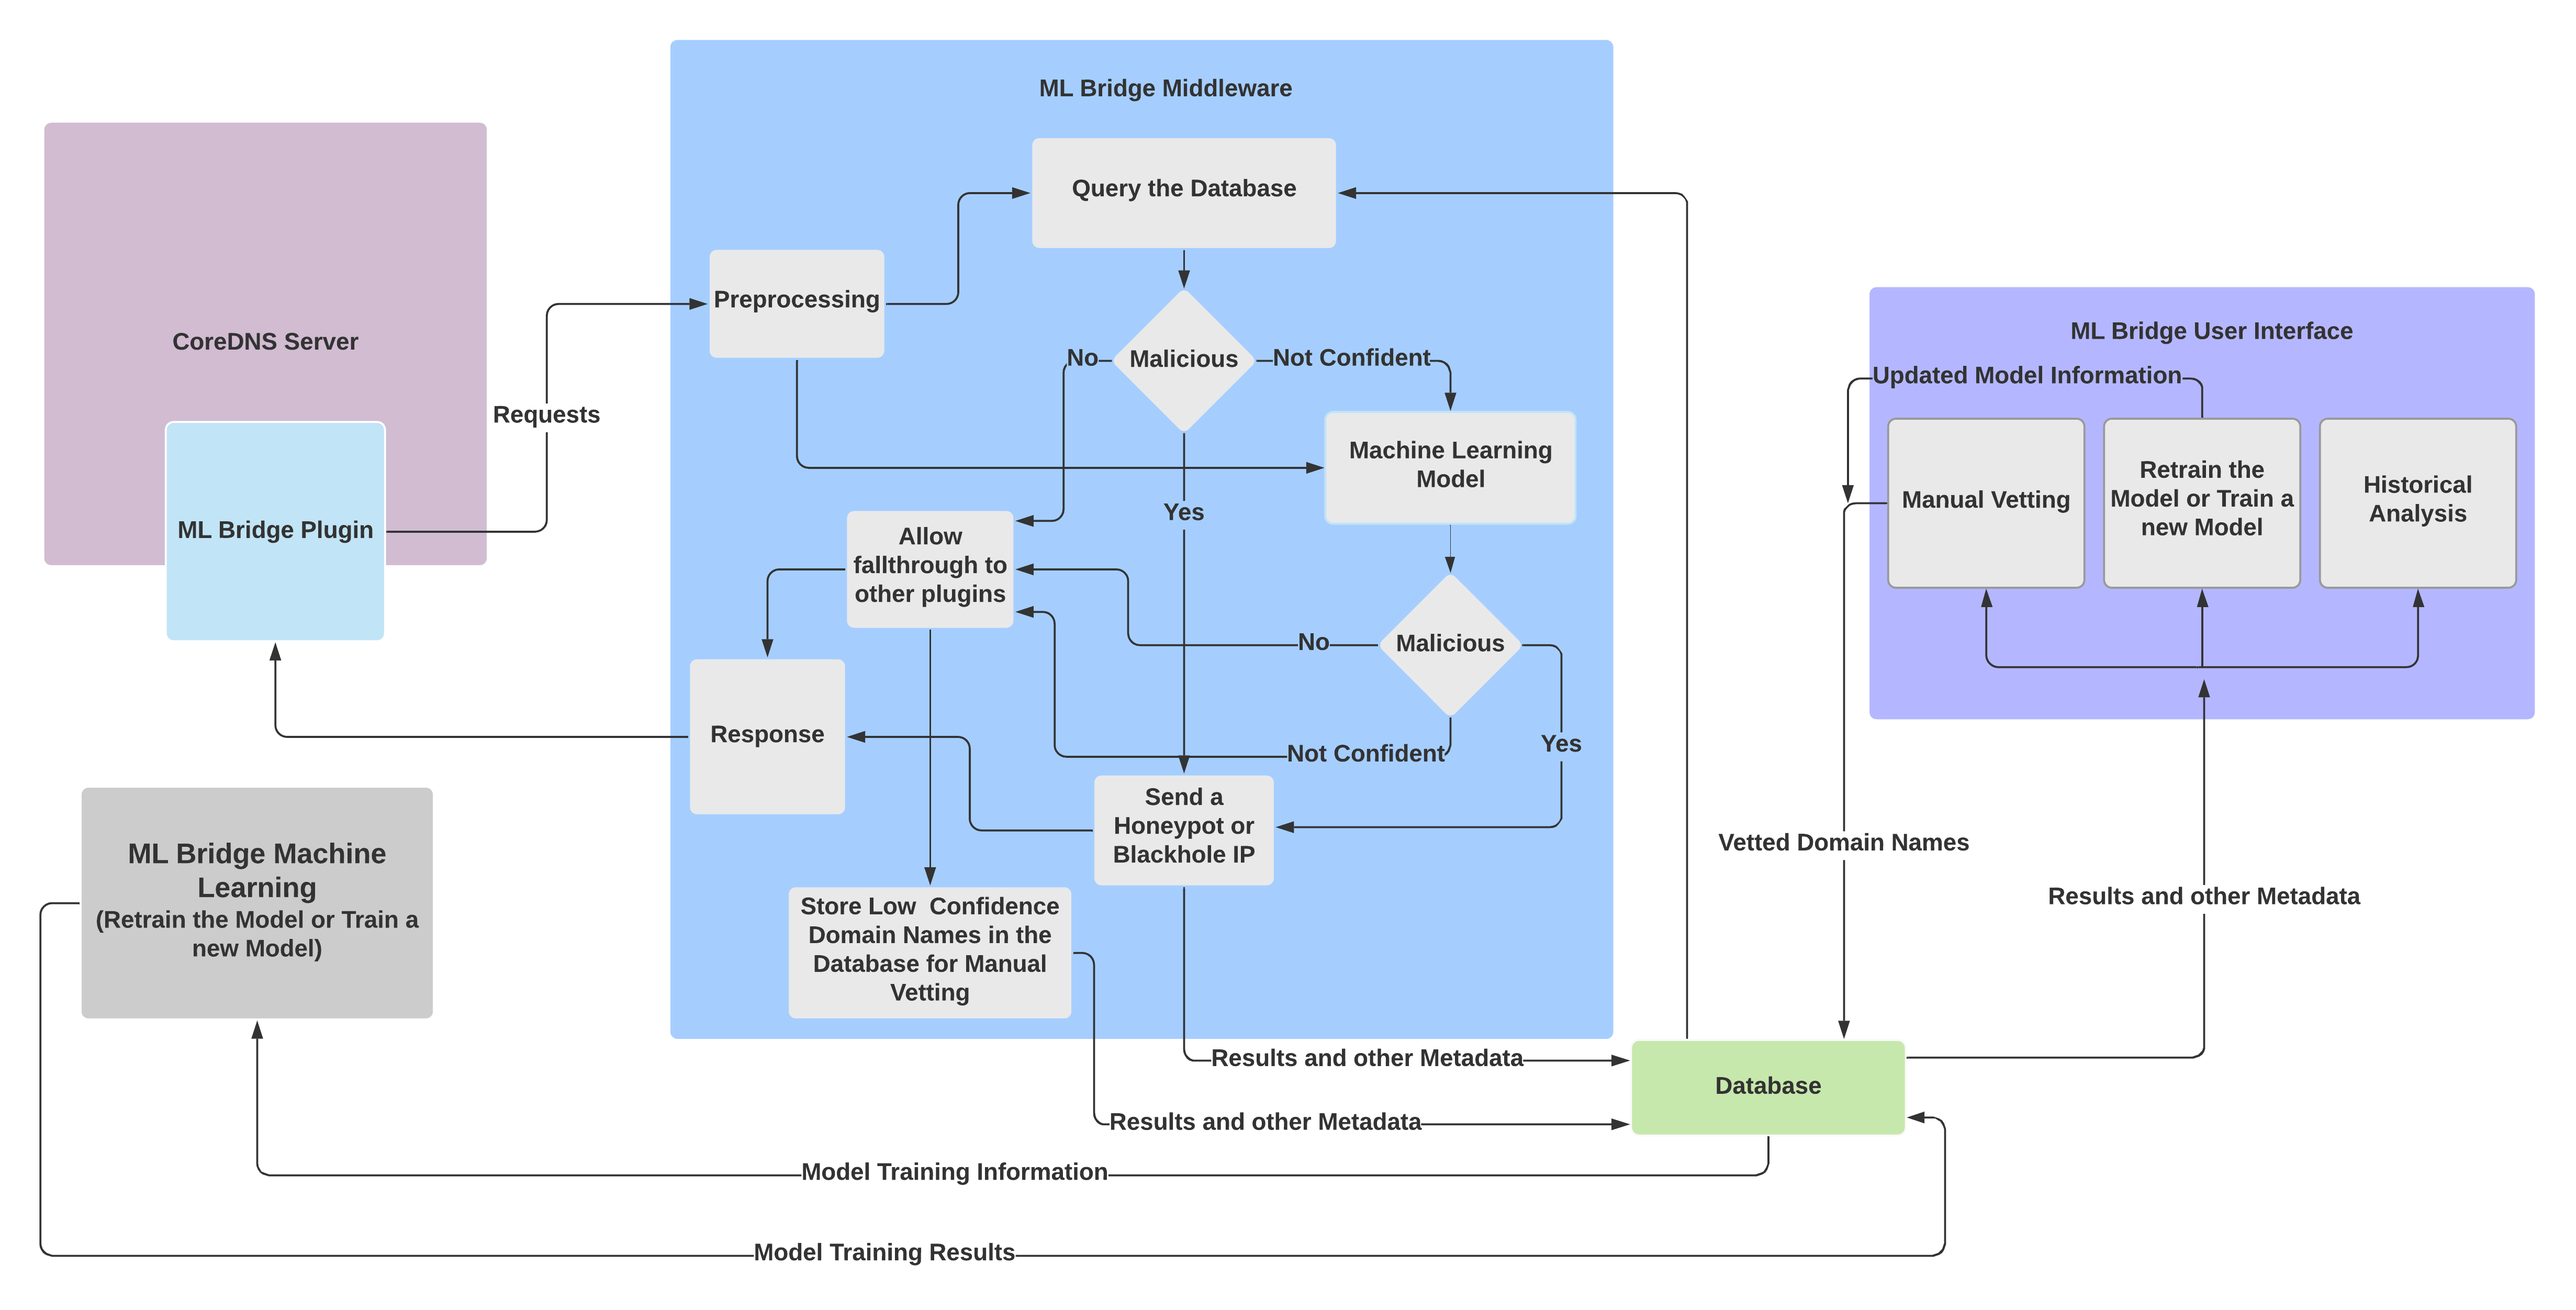 ML Bridge Middleware
Query the Database
Preprocessing
CoreDNS Server
ML Bridge User Interface
No
Malicious
Not Confident
Updated Model Information
Requests
Machine Learning
Model
Manual Vetting
Retrain the
Model or Train a
new Model
Historical
Analysis
ML Bridge Plugin
Yes
Allow
fallthrough to
other plugins
No
Malicious
Response
Not Confident
Yes
Send a
Honeypot or
Blackhole IP
Vetted Domain Names
ML Bridge Machine
Learning
(Retrain the Model or Train a
new Model)
Store Low  Confidence
Domain Names in the
Database for Manual
Vetting
Results and other Metadata
Results and other Metadata
Database
Results and other Metadata
Model Training Information
Model Training Results